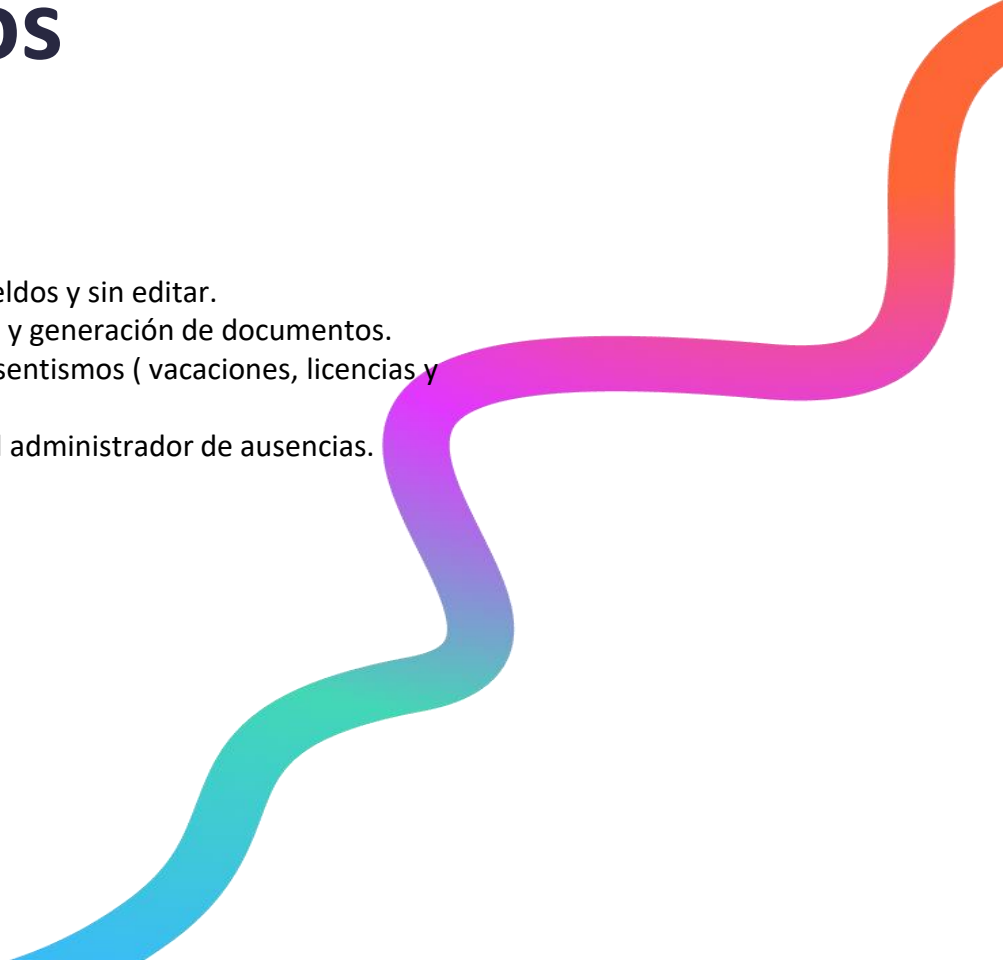 os
eldos y sin editar.
y generación de documentos.
sentismos ( vacaciones, licencias y
l administrador de ausencias.